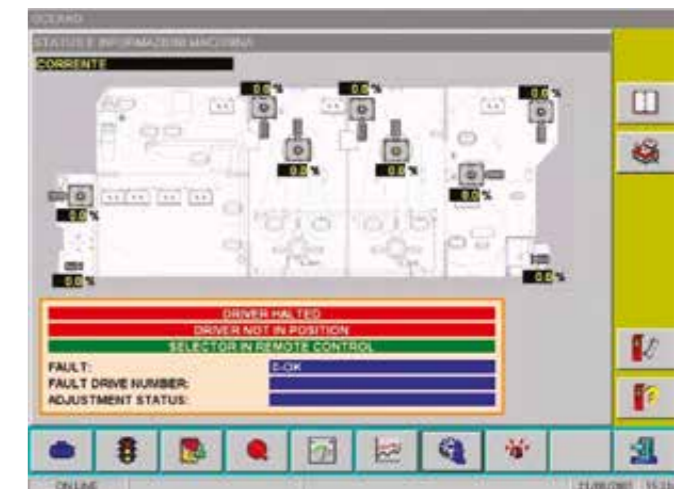 OCEANO
STATUS E INFORMAZIONI MACCHINA
CORRENTE
0.0 %
0.0 %
0.0 %
0.0 %
0.0 %
0.0 %
0.0 %
0.0 %
0.0 %
DRIVER HALTED
DRIVER NOT IN POSITION
SELECTOR IN REMOTE CONTROL
FAULT: 0-OK
FAULT DRIVE NUMBER:
ADJUSTMENT STATUS:
ON LINE